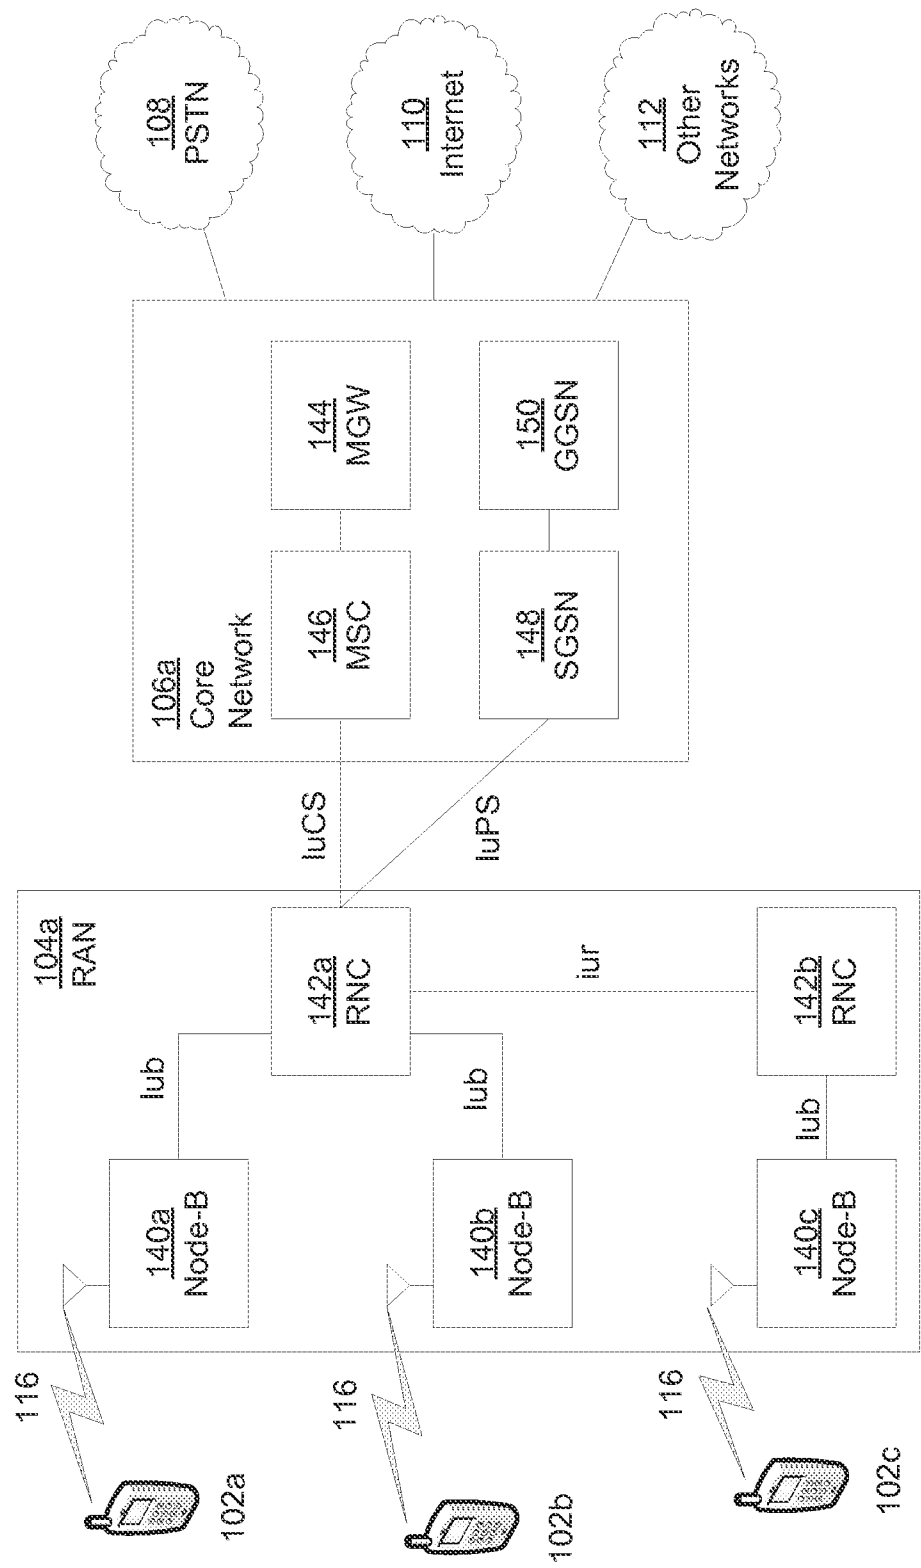 102a
116
104a
RAN
140a
Node-B
Iub
102b
116
140b
Node-B
Iub
142a
RNC
102c
116
140c
Node-B
Iub
142b
RNC
iur
IuCS
IuPS
106a
Core
Network
146
MSC
144
MGW
148
SGSN
150
GGSN
108
PSTN
110
Internet
112
Other
Networks